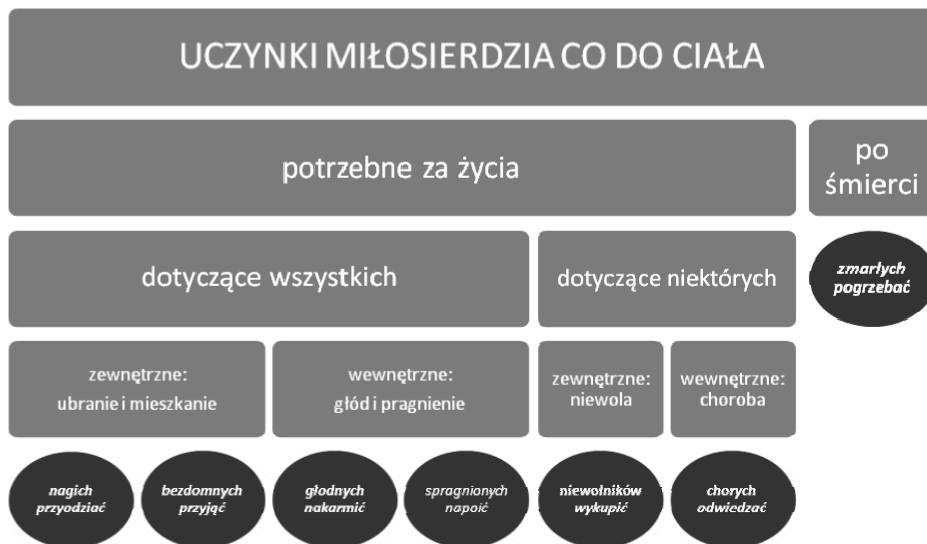 UCZYNKI MIŁOSIERDZIA CO DO CIAŁA
potrzebne za życia
po
śmierci
dotyczące wszystkich
dotyczące niektórych
zmarłych
pogrzebać
zewnętrzne:
ubranie i mieszkanie
wewnętrzne:
głód i pragnienie
zewnętrzne:
niewola
wewnętrzne:
choroba
nagich
przyodziać
bezdomnych
przyjąć
głodnych
nakarmić
spragnionych
napoić
niewolników
wykupić
chorych
odwiedzać